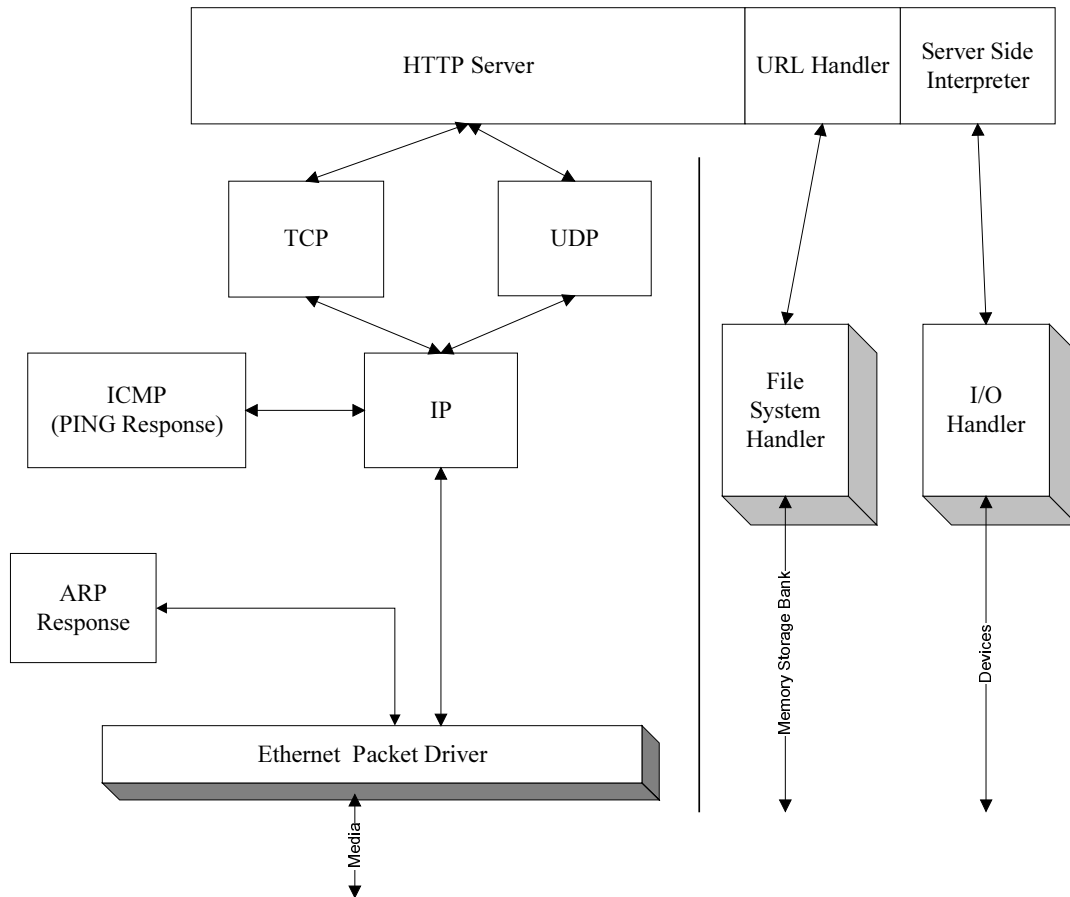 HTTP Server
URL Handler
Server Side
Interpreter
TCP
UDP
ICMP
(PING Response)
IP
File
System
Handler
I/O
Handler
ARP
Response
Memory Storage Bank
Devices
Ethernet Packet Driver
Media